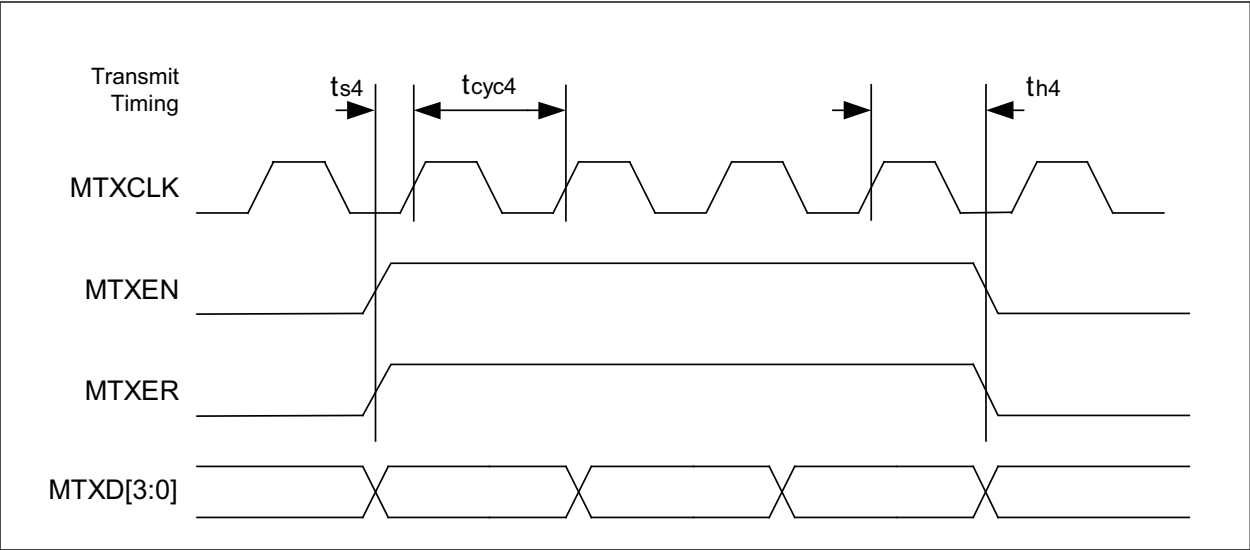 Transmit
Timing
ts4
tcyc4
th4
MTXCLK
MTXEN
MTXER
MTXD[3:0]